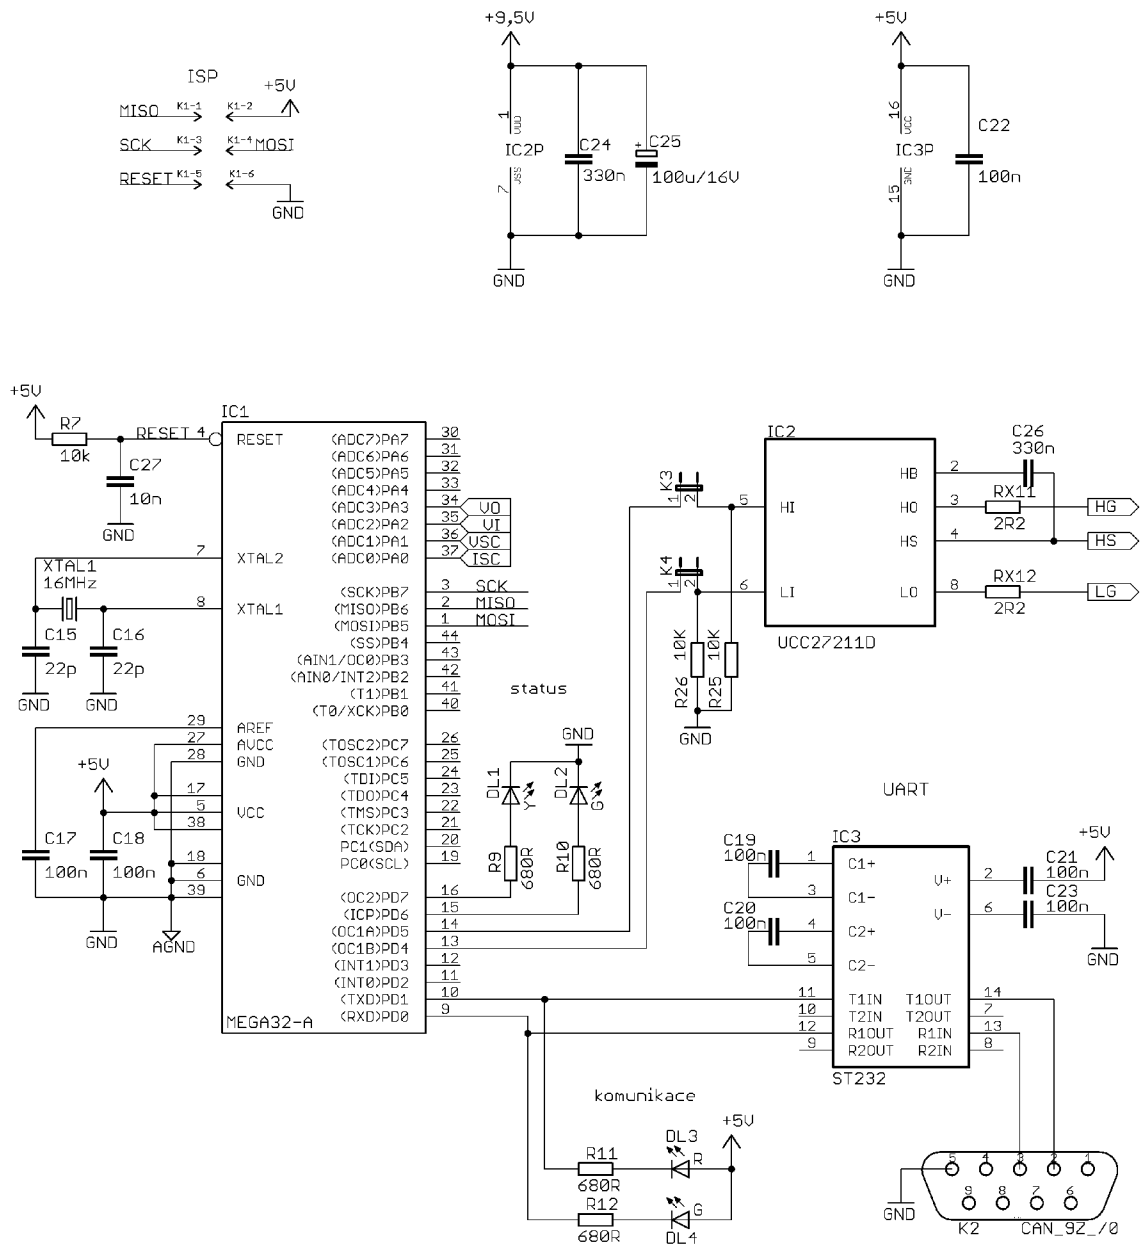 +9,5V
+5V
ISP
+5V
MISO K1-1 K1-2
SCK K1-3 K1-4 MOSI
RESET K1-5 K1-6
GND
1 VDD
IC2P
7 VSS
C24
330n
C25
+
100u/16V
GND
16 VCC
IC3P
15 GND
C22
100n
GND
+5V
R7
10k
RESET 4
C27
10n
GND
IC1
RESET
XTAL2
XTAL1
AREF
AVCC
GND
VCC
GND
MEGA32-A
7
8
29
27
28
17
5
38
18
6
39
XTAL1
16MHz
C15
22p
C16
22p
GND
GND
+5V
C17
100n
C18
100n
GND
AGND
(ADC7)PA7 30
(ADC6)PA6 31
(ADC5)PA5 32
(ADC4)PA4 33
(ADC3)PA3 34 VO
(ADC2)PA2 35 VI
(ADC1)PA1 36 VSC
(ADC0)PA0 37 ISC
(SCK)PB7 3 SCK
(MISO)PB6 2 MISO
(MOSI)PB5 1 MOSI
(SS)PB4 44
(AIN1/OC0)PB3 43
(AIN0/INT2)PB2 42
(T1)PB1 41
(T0/XCK)PB0 40
(TOSC2)PC7 26
(TOSC1)PC6 25
(TDI)PC5 24
(TDO)PC4 23
(TMS)PC3 22
(TCK)PC2 21
PC1(SDA) 20
PC0(SCL) 19
(OC2)PD7 16
(ICP)PD6 15
(OC1A)PD5 14
(OC1B)PD4 13
(INT1)PD3 12
(INT0)PD2 11
(TXD)PD1 10
(RXD)PD0 9
status
GND
DL1 Y
DL2 G
R9 680R
R10 680R
K3
1 2
K4
1 2
10K
10K
R26
R25
GND
IC2
5 HI
6 LI
HB 2
HO 3
HS 4
LO 8
UCC27211D
C26
330n
RX11
2R2
RX12
2R2
HG
HS
LG
UART
IC3
C19
100n
C20
100n
1 C1+
3 C1-
4 C2+
5 C2-
V+ 2
V- 6
11 T1IN T1OUT 14
10 T2IN T2OUT 7
12 R1OUT R1IN 13
9 R2OUT R2IN 8
ST232
+5V
C21
100n
C23
100n
GND
komunikace
+5V
R11
680R
DL3
R
R12
680R
G
DL4
5 4 3 2 1
9 8 7 6
GND
K2
CAN_9Z_/0